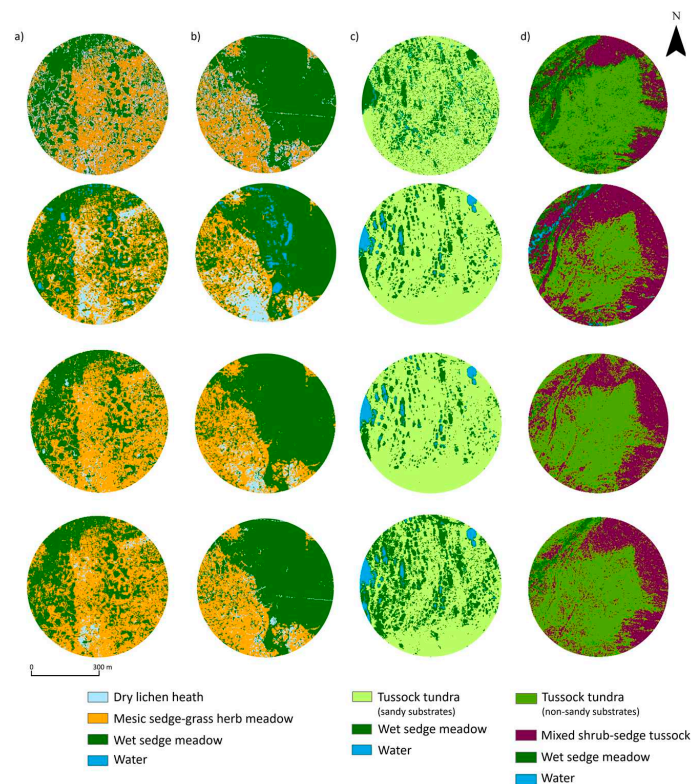 N
a)
b)
c)
d)
0
300 m
Dry lichen heath
Mesic sedge-grass herb meadow
Wet sedge meadow
Water
Tussock tundra
(sandy substrates)
Wet sedge meadow
Water
Tussock tundra
(non-sandy substrates)
Mixed shrub-sedge tussock
Wet sedge meadow
Water